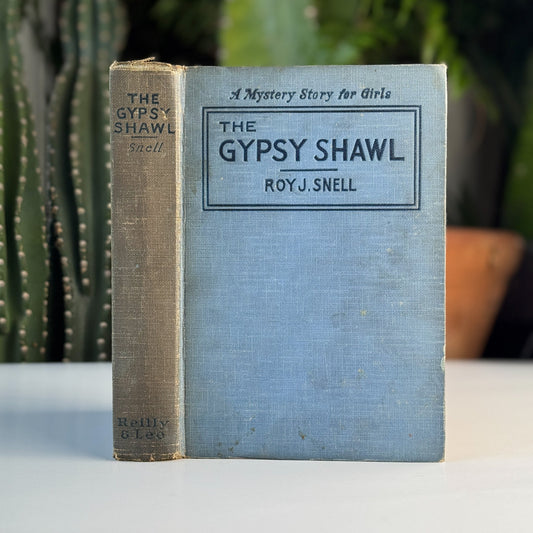 THE
GYPSY
SHAWL
Snell
Reilly
& Lee
A Mystery Story for Girls
THE
GYPSY SHAWL
ROY J. SNELL